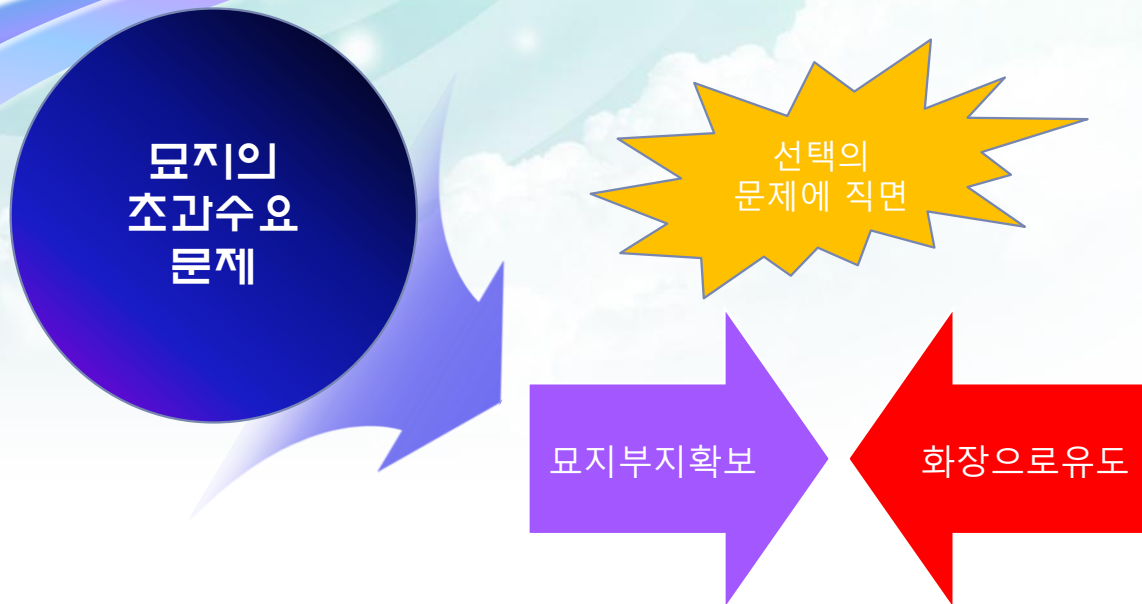 묘지의
초과수요
문제
선택의
문제에 직면
묘지부지확보
화장으로유도